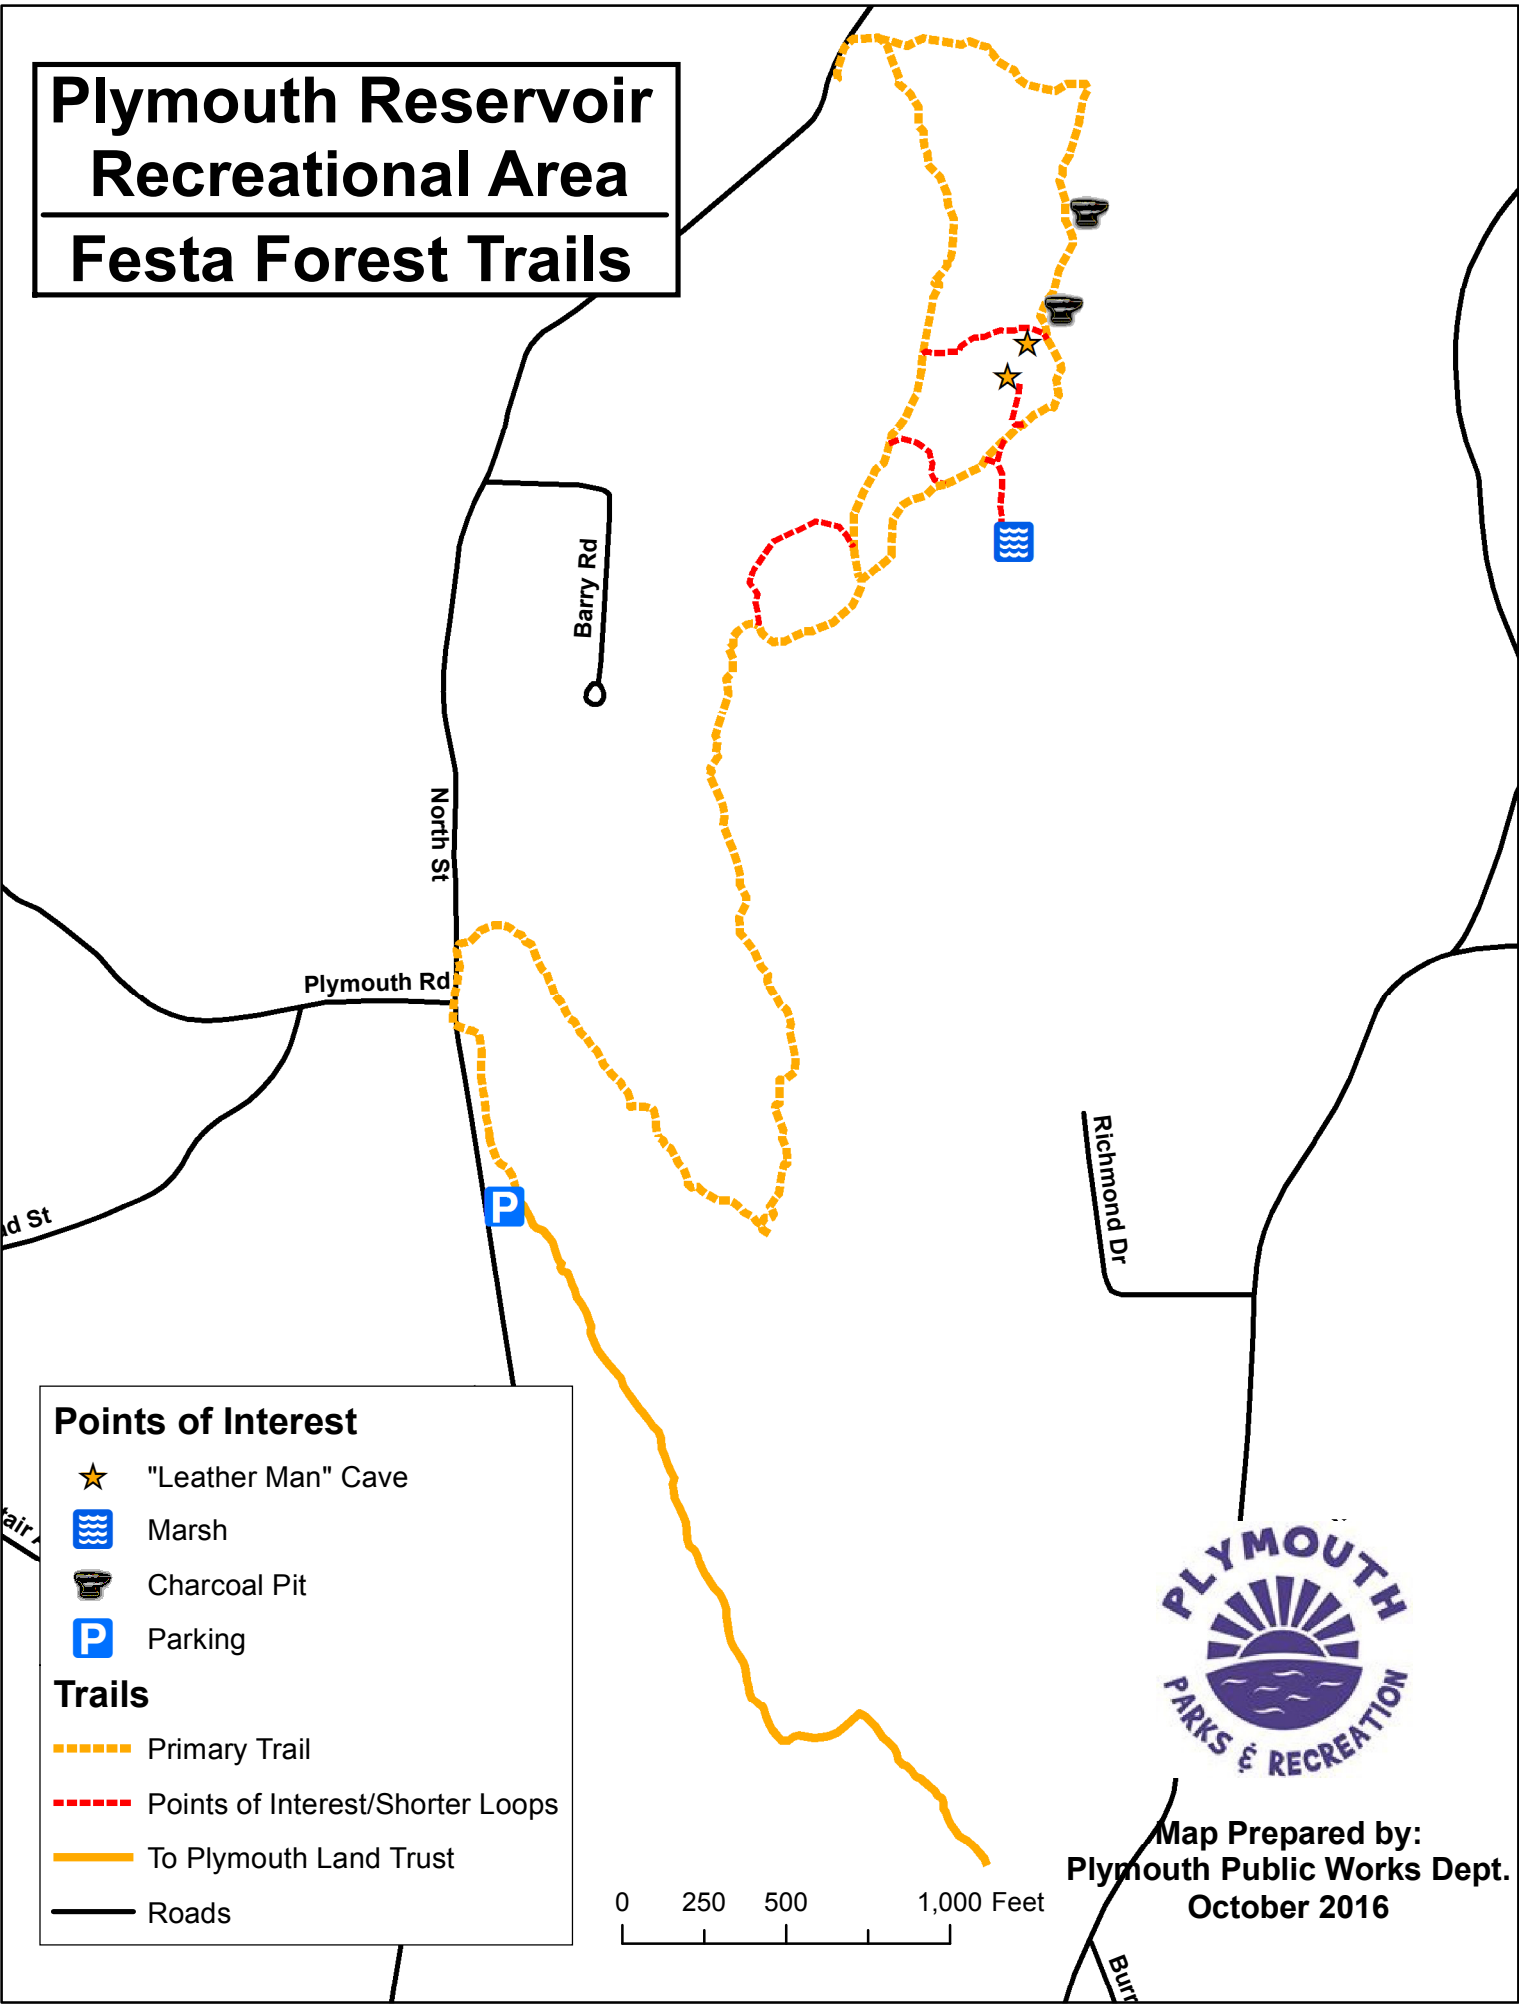 Plymouth Reservoir
Recreational Area
Festa Forest Trails
Barry Rd
North St
Plymouth Rd
Richmond Dr
St
Points of Interest
"Leather Man" Cave
Marsh
Charcoal Pit
P
Parking
Trails
Primary Trail
Points of Interest/Shorter Loops
To Plymouth Land Trust
Roads
P
0 250 500 1,000 Feet
PLYMOUTH
PARKS & RECREATION
Map Prepared by:
Plymouth Public Works Dept.
October 2016
Burr